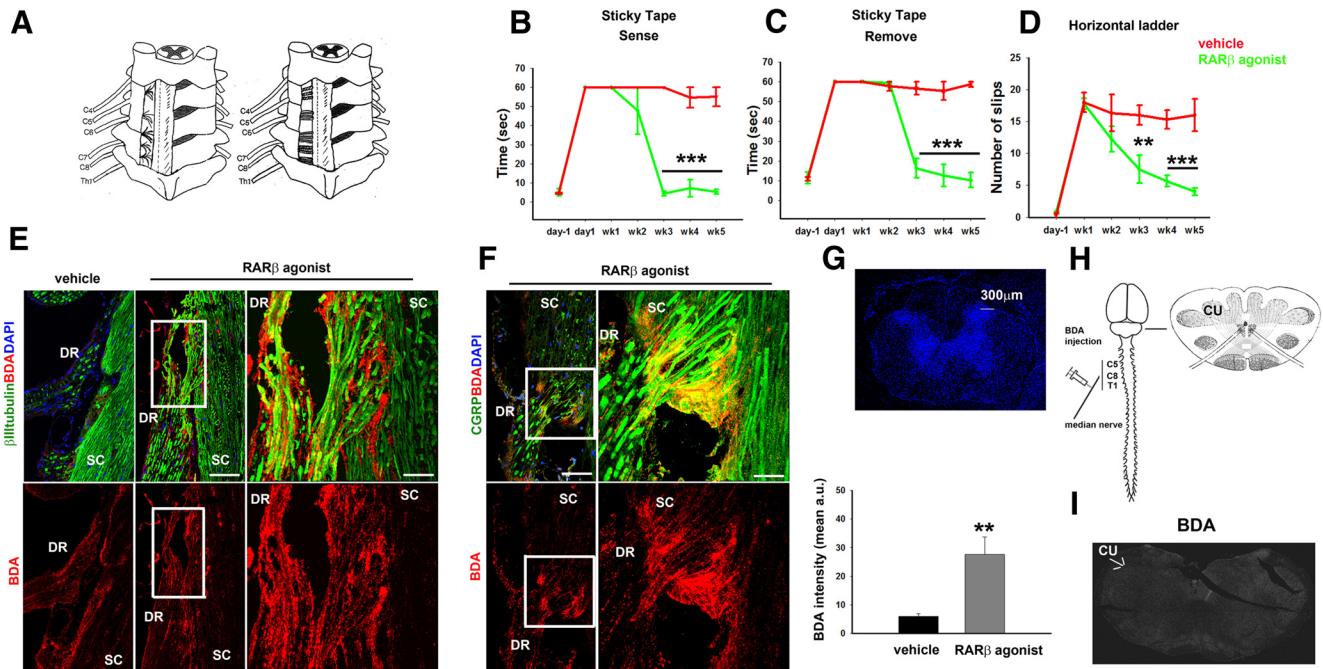 A
C4
C5
C6
C7
C8
Th1
C4
C5
C6
C7
C8
Th1
B
Sticky Tape
Sense
Time (sec)
70
60
50
40
30
20
10
0
***
day-1 day1 wk1 wk2 wk3 wk4 wk5
C
Sticky Tape
Remove
Time (sec)
70
60
50
40
30
20
10
0
***
day-1 day1 wk1 wk2 wk3 wk4 wk5
D
Horizontal ladder
vehicle
RARβ agonist
Number of slips
25
20
15
10
5
0
**
***
day-1 wk1 wk2 wk3 wk4 wk5
E
vehicle
RARβ agonist
βIIItubulinBDADAPI
DR
SC
DR
SC
DR
SC
BDA
DR
SC
DR
SC
DR
SC
F
RARβ agonist
CGRPBDADAPI
SC
DR
SC
DR
BDA
SC
DR
SC
DR
G
300μm
BDA intensity (mean a.u.)
50
40
30
20
10
0
**
vehicle RARβ agonist
H
BDA
injection
C5
C8
T1
median nerve
CU
I
BDA
CU